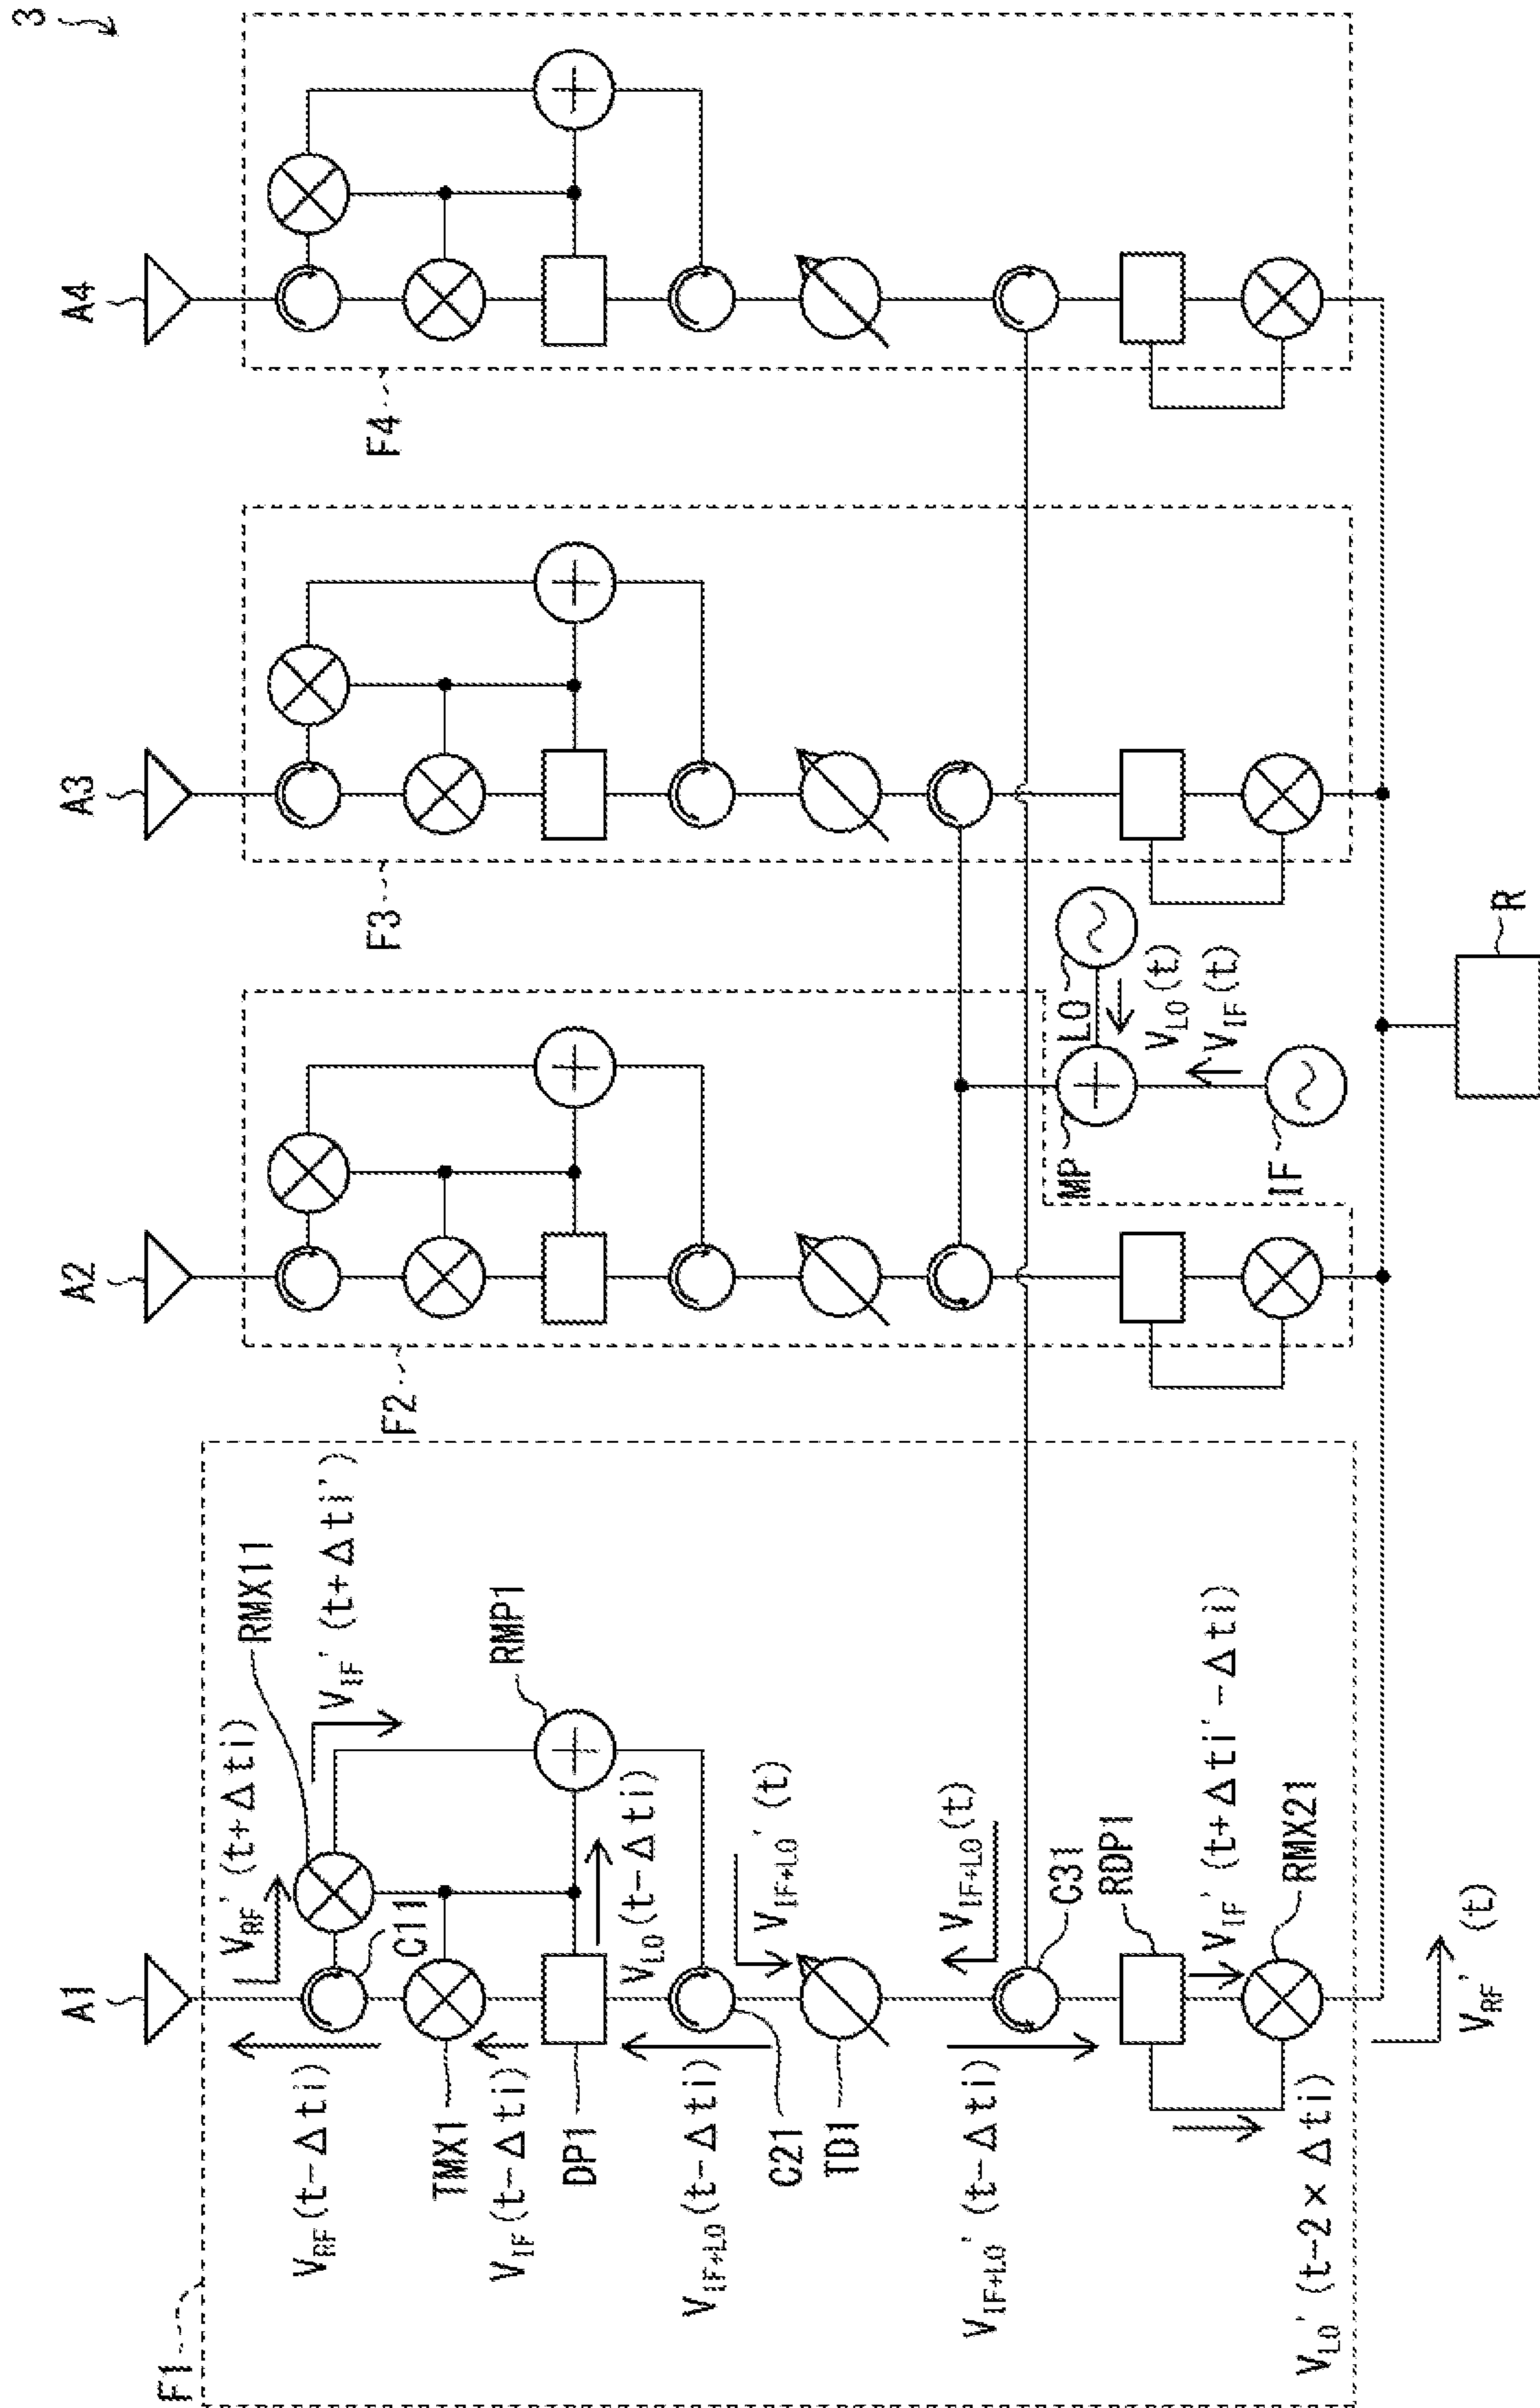 3
A1
A2
A3
A4
F1
F2
F3
F4
V_RF'(t+Δti)
RMX11
V_IF'(t+Δti')
C11
V_RF(t-Δti)
TMX1
V_IF(t-Δti)
DP1
RMP1
V_LO(t-Δti)
V_IF+LO(t-Δti)
C21
V_IF+LO'(t)
TD1
V_IF+LO(t)
V_IF+LO'(t-Δti)
C31
RDP1
V_IF'(t+Δti'-Δti)
RMX21
V_LO'(t-2×Δti)
V_RF'(t)
MP
LO
V_LO(t)
V_IF(t)
IF
R